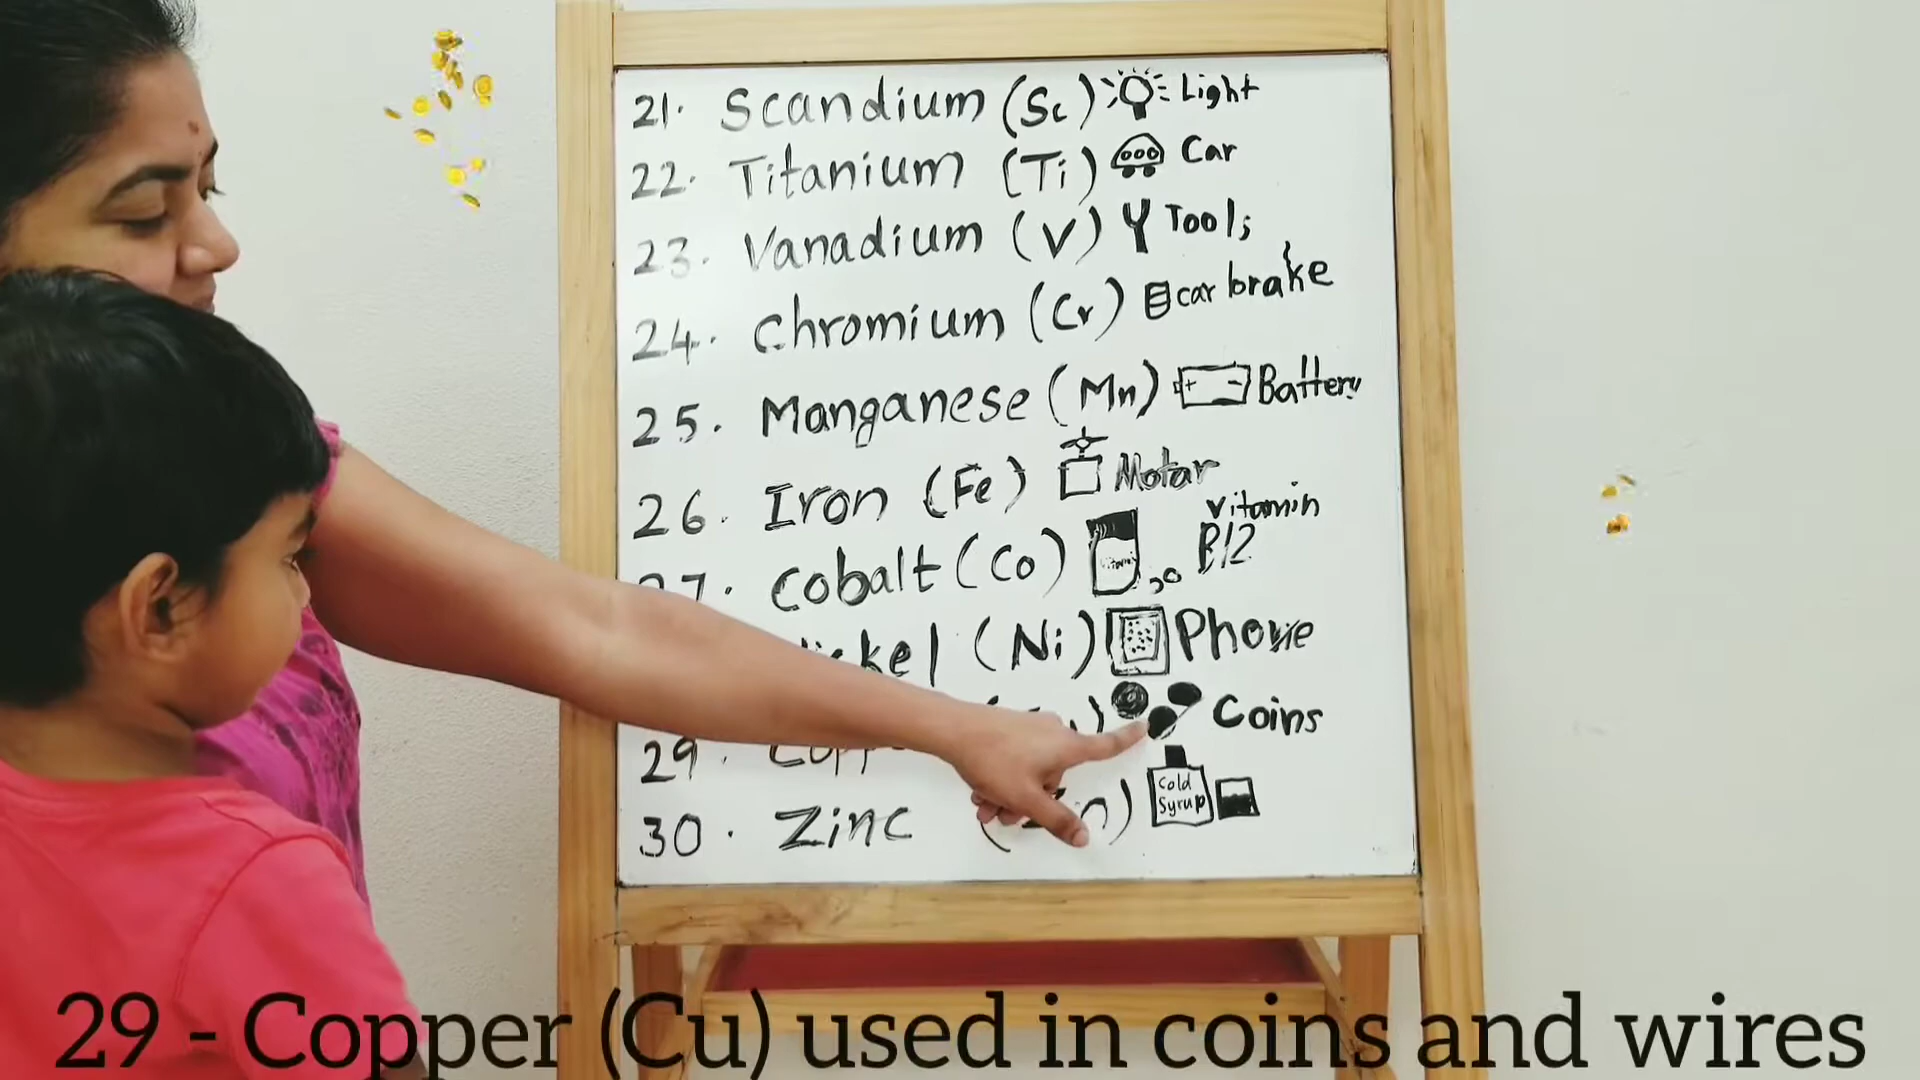 21. Scandium (Sc) Light
22. Titanium (Ti) Car
23. Vanadium (V) Tools
24. Chromium (Cr) car brake
25. Manganese (Mn) Battery
26. Iron (Fe) Motar
Cobalt (Co) vitamin B12
(Ni) Phone
29. Coins
30. Zinc
Cold
Syrup
29 - Copper (Cu) used in coins and wires